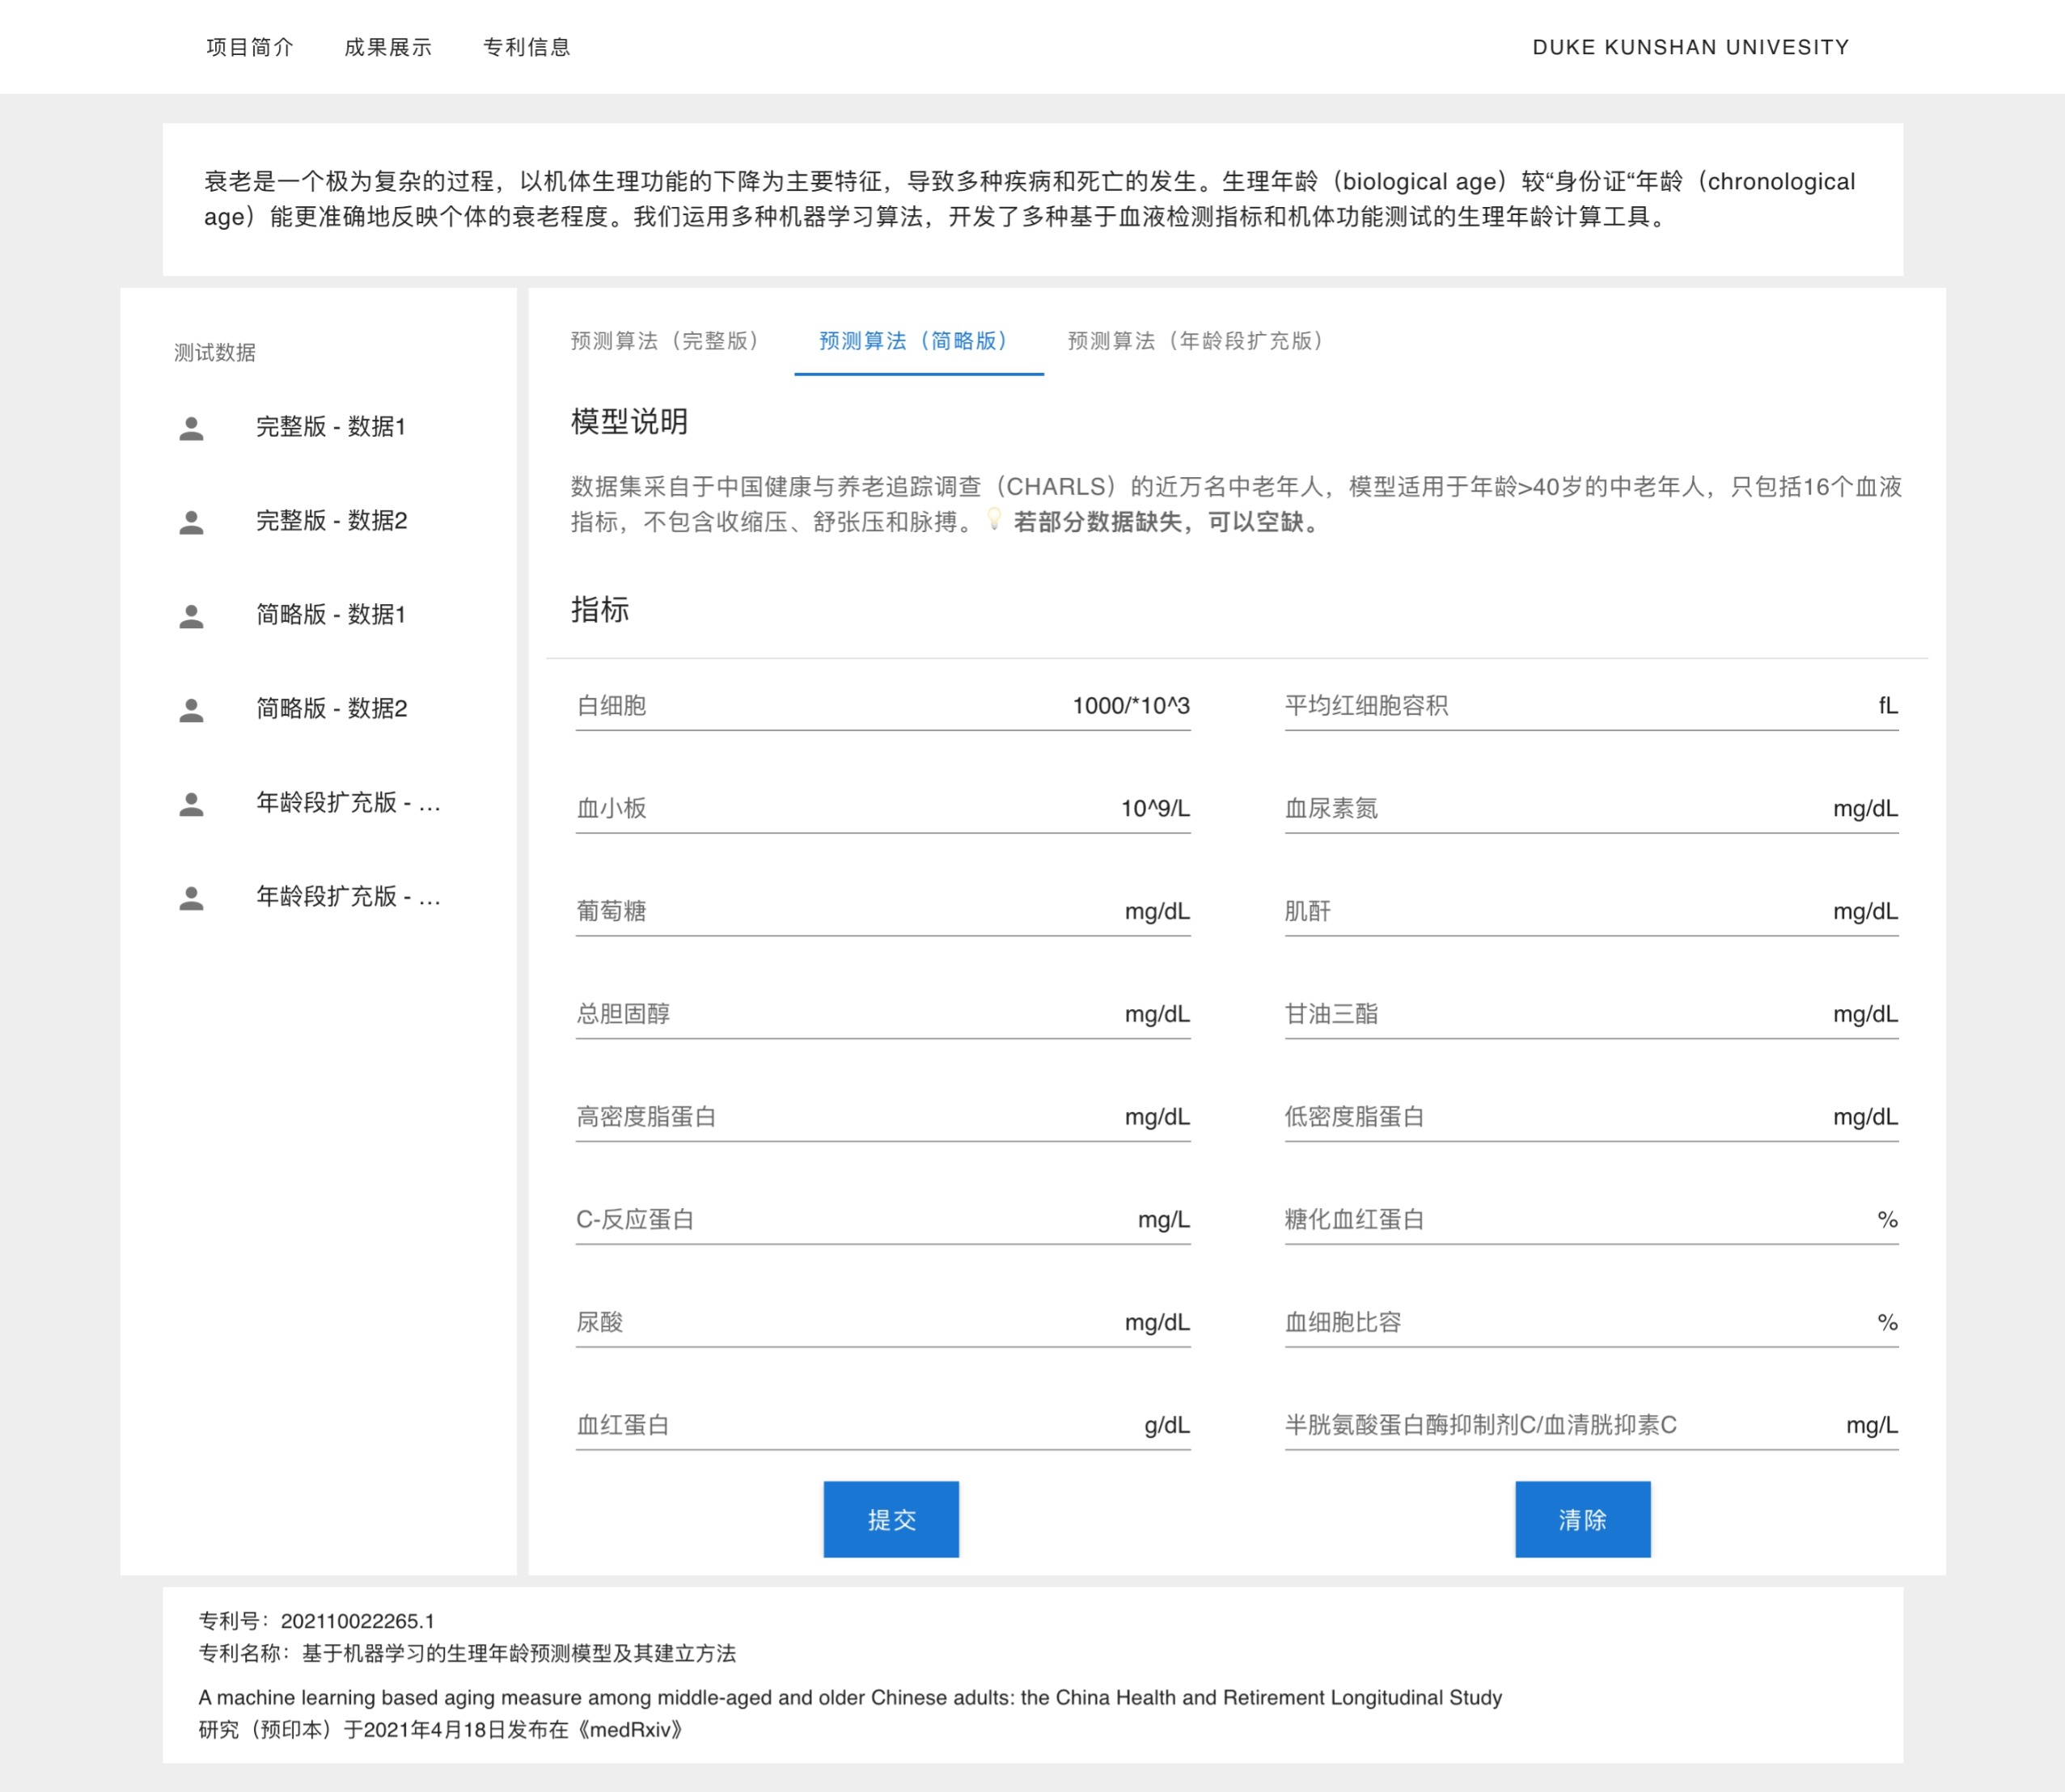 项目简介 成果展示 专利信息 DUKE KUNSHAN UNIVESITY
衰老是一个极为复杂的过程，以机体生理功能的下降为主要特征，导致多种疾病和死亡的发生。生理年龄（biological age）较“身份证“年龄（chronological
age）能更准确地反映个体的衰老程度。我们运用多种机器学习算法，开发了多种基于血液检测指标和机体功能测试的生理年龄计算工具。
测试数据
完整版 - 数据1
完整版 - 数据2
简略版 - 数据1
简略版 - 数据2
年龄段扩充版 - …
年龄段扩充版 - …
预测算法（完整版） 预测算法（简略版） 预测算法（年龄段扩充版）
模型说明
数据集采自于中国健康与养老追踪调查（CHARLS）的近万名中老年人，模型适用于年龄>40岁的中老年人，只包括16个血液
指标，不包含收缩压、舒张压和脉搏。💡 若部分数据缺失，可以空缺。
指标
白细胞 1000/*10^3 平均红细胞容积 fL
血小板 10^9/L 血尿素氮 mg/dL
葡萄糖 mg/dL 肌酐 mg/dL
总胆固醇 mg/dL 甘油三酯 mg/dL
高密度脂蛋白 mg/dL 低密度脂蛋白 mg/dL
C-反应蛋白 mg/L 糖化血红蛋白 %
尿酸 mg/dL 血细胞比容 %
血红蛋白 g/dL 半胱氨酸蛋白酶抑制剂C/血清胱抑素C mg/L
提交 清除
专利号：202110022265.1
专利名称：基于机器学习的生理年龄预测模型及其建立方法
A machine learning based aging measure among middle-aged and older Chinese adults: the China Health and Retirement Longitudinal Study
研究（预印本）于2021年4月18日发布在《medRxiv》